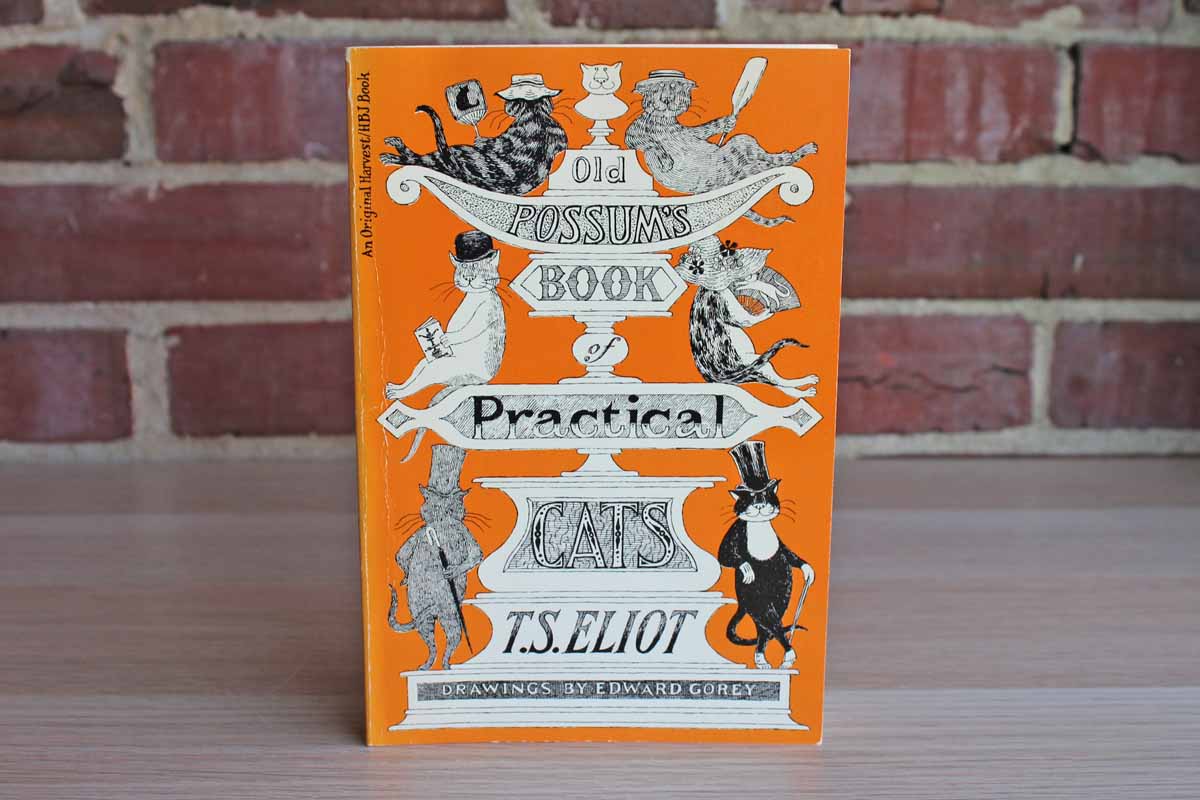 An Original Harvest/HBJ Book
Old
POSSUM'S
BOOK
of
Practical
CATS
T.S. ELIOT
DRAWINGS BY EDWARD GOREY